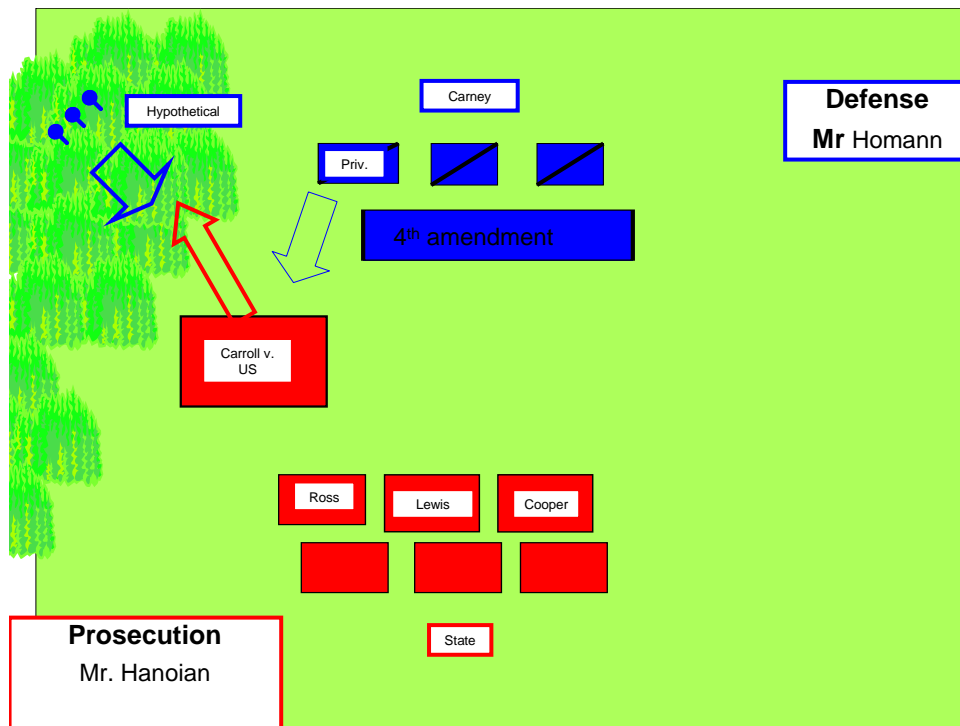 Hypothetical
Carney
Defense
Mr Homann
Priv.
4th amendment
Carroll v.
US
Ross
Lewis
Cooper
Prosecution
Mr. Hanoian
State